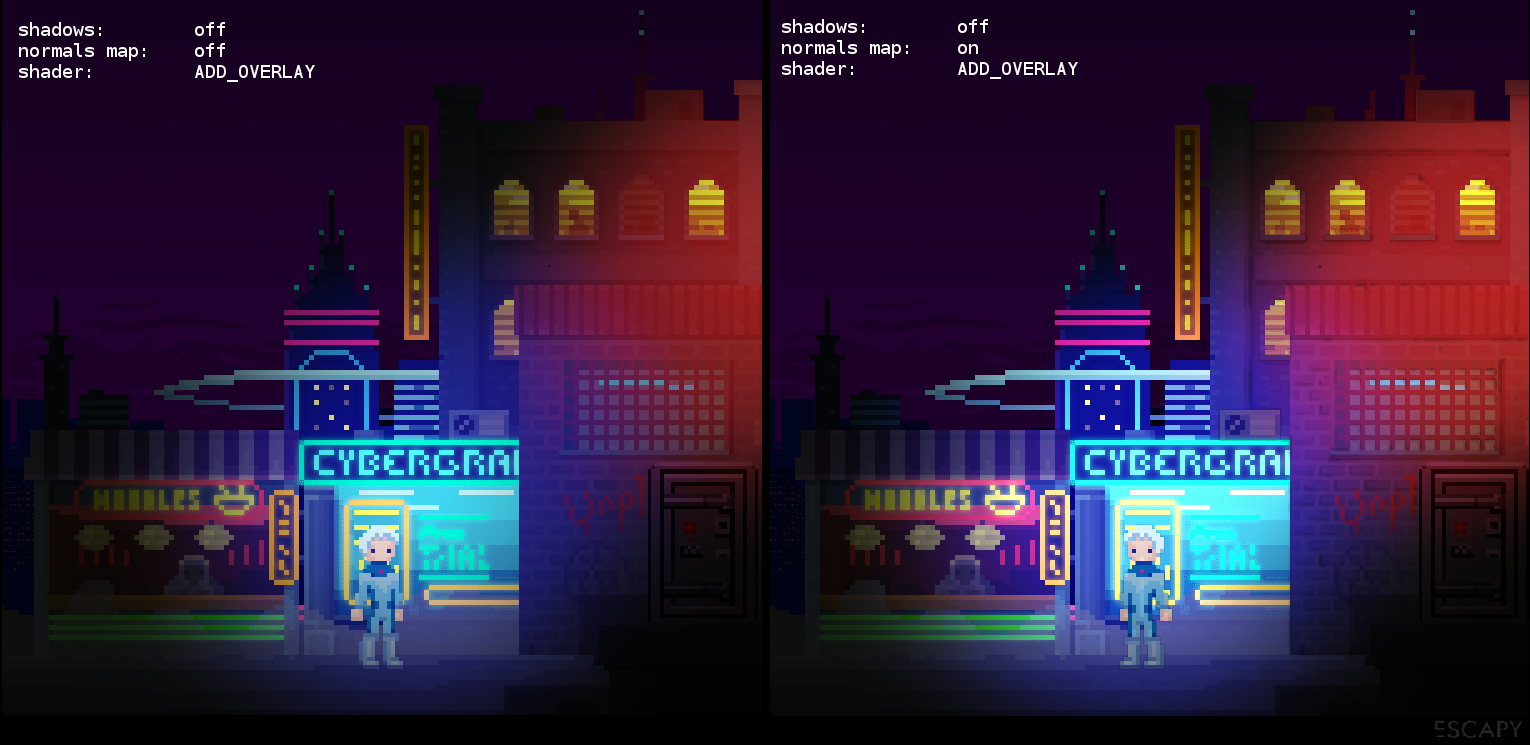 shadows: off
normals map: off
shader: ADD_OVERLAY
shadows: off
normals map: on
shader: ADD_OVERLAY
CYBERGRA
NOODLES
CYBERGRA
NOODLES
ESCAPY